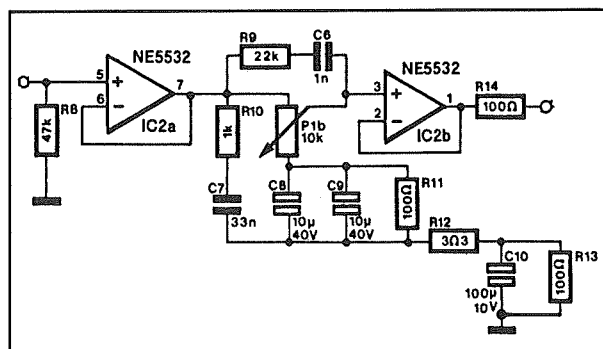 NE5532
5
+
6
−
7
IC2a
R8
47k
R9
22k
C6
1n
R10
1k
P1b
10k
C7
33n
C8
10µ
40V
C9
10µ
40V
R11
100Ω
NE5532
3
+
2
−
1
IC2b
R14
100Ω
R12
3Ω3
C10
100µ
10V
R13
100Ω